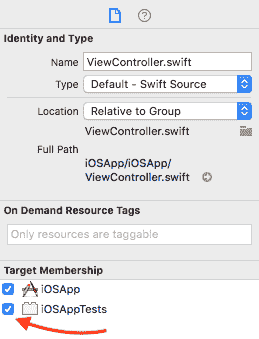 Identity and Type
Name ViewController.swift
Type Default - Swift Source
Location Relative to Group
ViewController.swift
Full Path iOSApp/iOSApp/
ViewController.swift
On Demand Resource Tags
Only resources are taggable
Target Membership
iOSApp
iOSAppTests